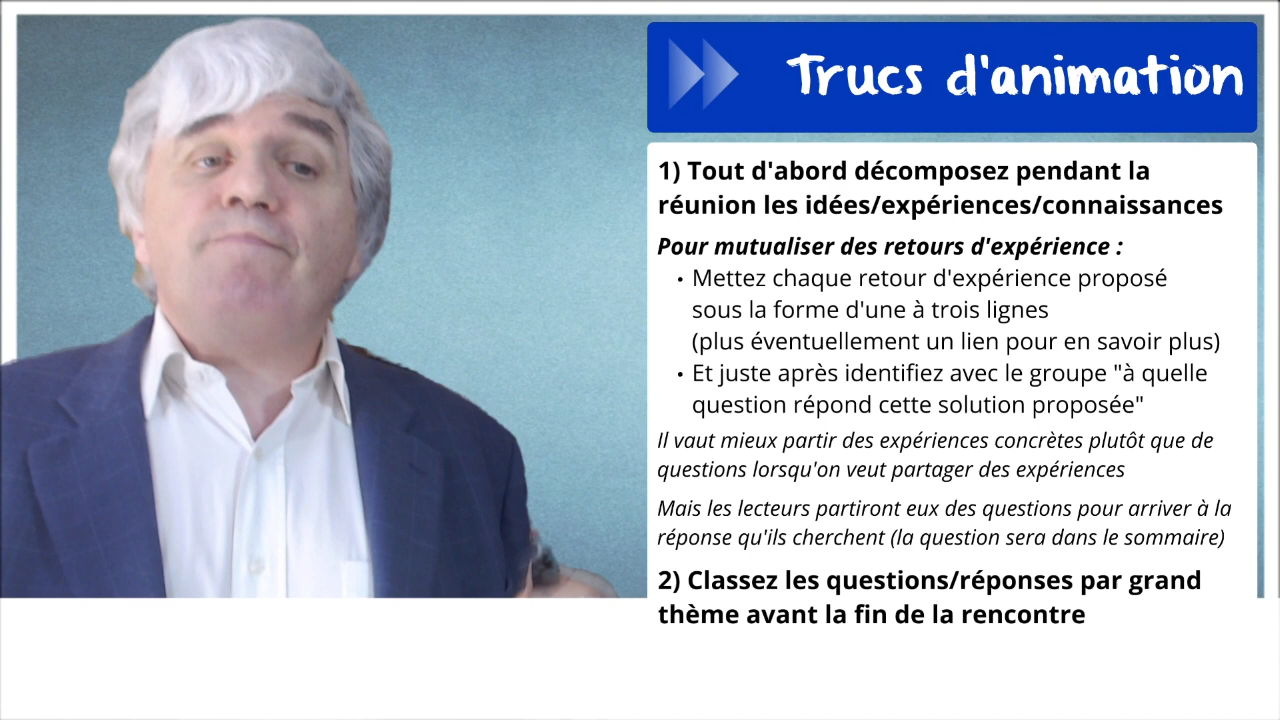 Trucs d'animation
1) Tout d'abord décomposez pendant la
réunion les idées/expériences/connaissances
Pour mutualiser des retours d'expérience :
• Mettez chaque retour d'expérience proposé
sous la forme d'une à trois lignes
(plus éventuellement un lien pour en savoir plus)
• Et juste après identifiez avec le groupe "à quelle
question répond cette solution proposée"
Il vaut mieux partir des expériences concrètes plutôt que de
questions lorsqu'on veut partager des expériences
Mais les lecteurs partiront eux des questions pour arriver à la
réponse qu'ils cherchent (la question sera dans le sommaire)
2) Classez les questions/réponses par grand
thème avant la fin de la rencontre